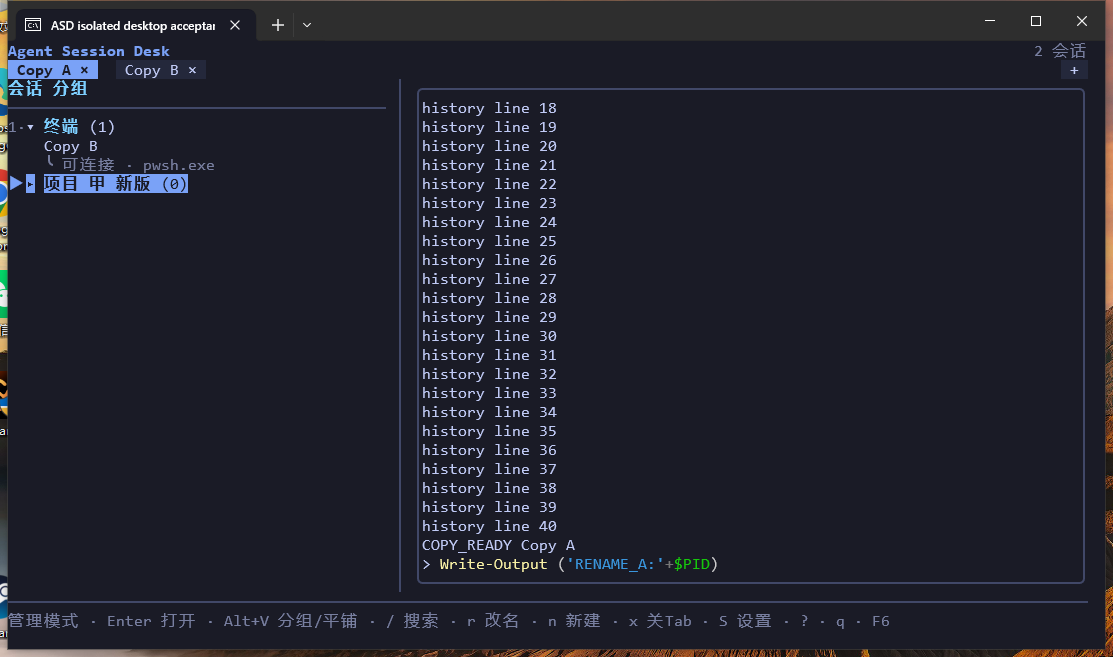 ASD isolated desktop acceptar
Agent Session Desk
2 会话
Copy A ×
Copy B ×
+
会话 分组
1·▾ 终端 (1)
Copy B
╰ 可连接 · pwsh.exe
▶▸ 项目 甲 新版 (0)
history line 18
history line 19
history line 20
history line 21
history line 22
history line 23
history line 24
history line 25
history line 26
history line 27
history line 28
history line 29
history line 30
history line 31
history line 32
history line 33
history line 34
history line 35
history line 36
history line 37
history line 38
history line 39
history line 40
COPY_READY Copy A
> Write-Output ('RENAME_A:'+$PID)
管理模式 · Enter 打开 · Alt+V 分组/平铺 · / 搜索 · r 改名 · n 新建 · x 关Tab · S 设置 · ? · q · F6